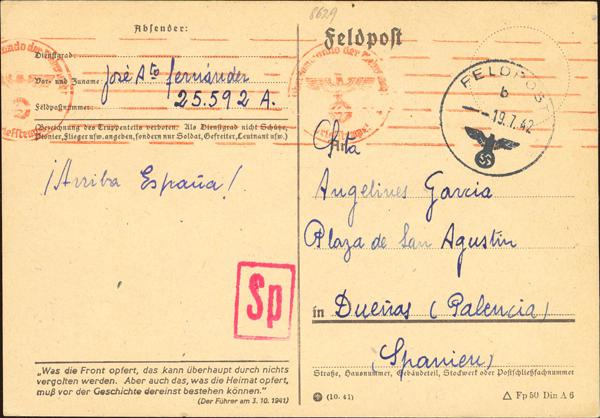 8629
Absender:
Dienstgrad:
Vor- und Zuname: José Ato Fernández
Feldpostnummer: 25.592 A.
(Bezeichnung des Truppenteils verboten. Als Dienstgrad nicht Schütze,
Pionier, Flieger usw. angeben, sondern nur Soldat, Gefreiter, Leutnant usw.)
¡Arriba España!
Sp
„Was die Front opfert, das kann überhaupt durch nichts
vergolten werden. Aber auch das, was die Heimat opfert,
muß vor der Geschichte dereinst bestehen können."
(Der Führer am 3. 10. 1941)
Feldpost
FELDPOST
b
-19.7.42
Srta
Angelines Garcia
Plaza de San Agustin
in Dueñas (Palencia)
(Spanien)
Straße, Hausnummer, Gebäudeteil, Stockwerk oder Postschließfachnummer
(10. 41)
Fp 50 Din A 6